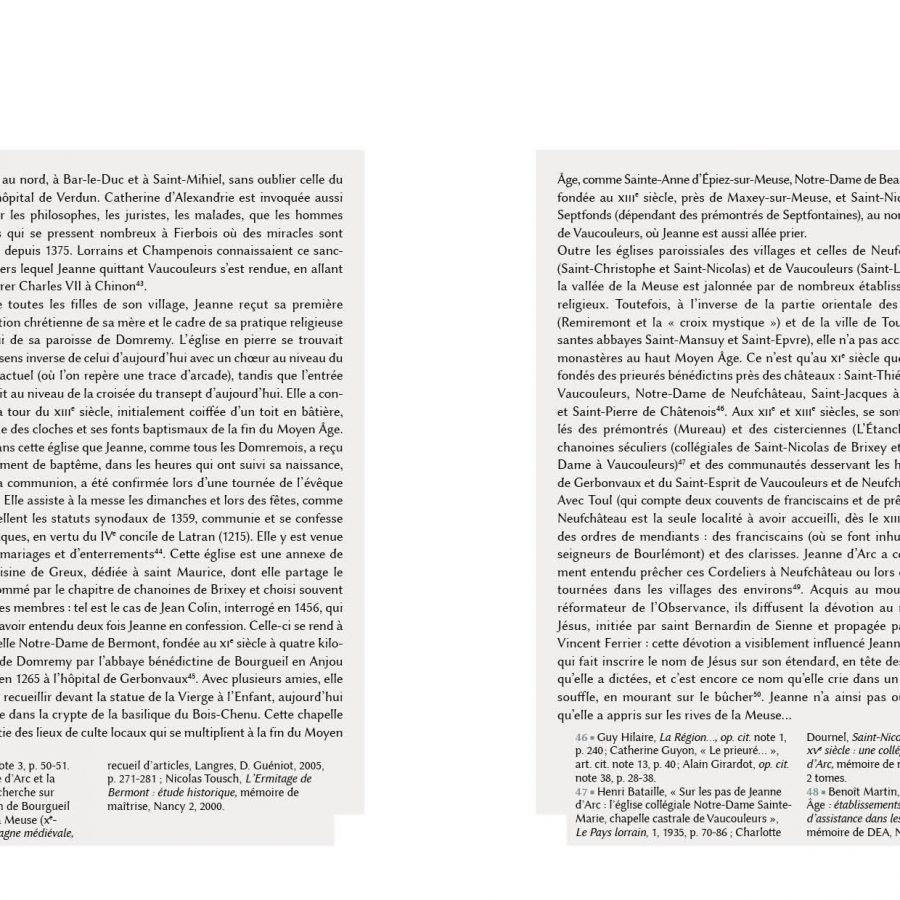 au nord, à Bar-le-Duc et à Saint-Mihiel, sans oublier celle du
hôpital de Verdun. Catherine d'Alexandrie est invoquée aussi
r les philosophes, les juristes, les malades, que les hommes
s qui se pressent nombreux à Fierbois où des miracles sont
depuis 1375. Lorrains et Champenois connaissaient ce sanc-
ers lequel Jeanne quittant Vaucouleurs s'est rendue, en allant
rer Charles VII à Chinon⁴³.
e toutes les filles de son village, Jeanne reçut sa première
tion chrétienne de sa mère et le cadre de sa pratique religieuse
ui de sa paroisse de Domremy. L'église en pierre se trouvait
sens inverse de celui d'aujourd'hui avec un chœur au niveau du
actuel (où l'on repère une trace d'arcade), tandis que l'entrée
it au niveau de la croisée du transept d'aujourd'hui. Elle a con-
a tour du XIIIᵉ siècle, initialement coiffée d'un toit en bâtière,
e des cloches et ses fonts baptismaux de la fin du Moyen Âge.
ans cette église que Jeanne, comme tous les Domremois, a reçu
ment de baptême, dans les heures qui ont suivi sa naissance,
a communion, a été confirmée lors d'une tournée de l'évêque
Elle assiste à la messe les dimanches et lors des fêtes, comme
ellent les statuts synodaux de 1359, communie et se confesse
ques, en vertu du IVᵉ concile de Latran (1215). Elle y est venue
mariages et d'enterrements⁴⁴. Cette église est une annexe de
isine de Greux, dédiée à saint Maurice, dont elle partage le
ommé par le chapitre de chanoines de Brixey et choisi souvent
es membres : tel est le cas de Jean Colin, interrogé en 1456, qui
avoir entendu deux fois Jeanne en confession. Celle-ci se rend à
elle Notre-Dame de Bermont, fondée au XIᵉ siècle à quatre kilo-
de Domremy par l'abbaye bénédictine de Bourgueil en Anjou
en 1265 à l'hôpital de Gerbonvaux⁴⁵. Avec plusieurs amies, elle
recueillir devant la statue de la Vierge à l'Enfant, aujourd'hui
e dans la crypte de la basilique du Bois-Chenu. Cette chapelle
tie des lieux de culte locaux qui se multiplient à la fin du Moyen
ote 3, p. 50-51.
e d'Arc et la
cherche sur
n de Bourgueil
a Meuse (Xᵉ-
agne médiévale,
recueil d'articles, Langres, D. Guéniot, 2005,
p. 271-281 ; Nicolas Tousch, L'Ermitage de
Bermont : étude historique, mémoire de
maîtrise, Nancy 2, 2000.
Âge, comme Sainte-Anne d'Épiez-sur-Meuse, Notre-Dame de Bea
fondée au XIIIᵉ siècle, près de Maxey-sur-Meuse, et Saint-Nic
Septfonds (dépendant des prémontrés de Septfontaines), au nor
de Vaucouleurs, où Jeanne est aussi allée prier.
Outre les églises paroissiales des villages et celles de Neufc
(Saint-Christophe et Saint-Nicolas) et de Vaucouleurs (Saint-L
la vallée de la Meuse est jalonnée par de nombreux établiss
religieux. Toutefois, à l'inverse de la partie orientale des
(Remiremont et la « croix mystique ») et de la ville de Tou
santes abbayes Saint-Mansuy et Saint-Epvre), elle n'a pas acc
monastères au haut Moyen Âge. Ce n'est qu'au XIᵉ siècle que
fondés des prieurés bénédictins près des châteaux : Saint-Thié
Vaucouleurs, Notre-Dame de Neufchâteau, Saint-Jacques à
et Saint-Pierre de Châtenois⁴⁶. Aux XIIᵉ et XIIIᵉ siècles, se sont
lés des prémontrés (Mureau) et des cisterciennes (L'Étanch
chanoines séculiers (collégiales de Saint-Nicolas de Brixey et
Dame à Vaucouleurs)⁴⁷ et des communautés desservant les h
de Gerbonvaux et du Saint-Esprit de Vaucouleurs et de Neufch
Avec Toul (qui compte deux couvents de franciscains et de prê
Neufchâteau est la seule localité à avoir accueilli, dès le XIII
des ordres de mendiants : des franciscains (où se font inhu
seigneurs de Bourlémont) et des clarisses. Jeanne d'Arc a ce
ment entendu prêcher ces Cordeliers à Neufchâteau ou lors d
tournées dans les villages des environs⁴⁹. Acquis au mou
réformateur de l'Observance, ils diffusent la dévotion au n
Jésus, initiée par saint Bernardin de Sienne et propagée pa
Vincent Ferrier : cette dévotion a visiblement influencé Jeanne
qui fait inscrire le nom de Jésus sur son étendard, en tête des
qu'elle a dictées, et c'est encore ce nom qu'elle crie dans un
souffle, en mourant sur le bûcher⁵⁰. Jeanne n'a ainsi pas ou
qu'elle a appris sur les rives de la Meuse...
46 ▪ Guy Hilaire, La Région..., op. cit. note 1,
p. 240 ; Catherine Guyon, « Le prieuré... »,
art. cit. note 13, p. 40 ; Alain Girardot, op. cit.
note 38, p. 28-38.
47 ▪ Henri Bataille, « Sur les pas de Jeanne
d'Arc : l'église collégiale Notre-Dame Sainte-
Marie, chapelle castrale de Vaucouleurs »,
Le Pays lorrain, 1, 1935, p. 70-86 ; Charlotte
Dournel, Saint-Nico
XVᵉ siècle : une collé
d'Arc, mémoire de m
2 tomes.
48 ▪ Benoît Martin,
Âge : établissements
d'assistance dans les
mémoire de DEA, N